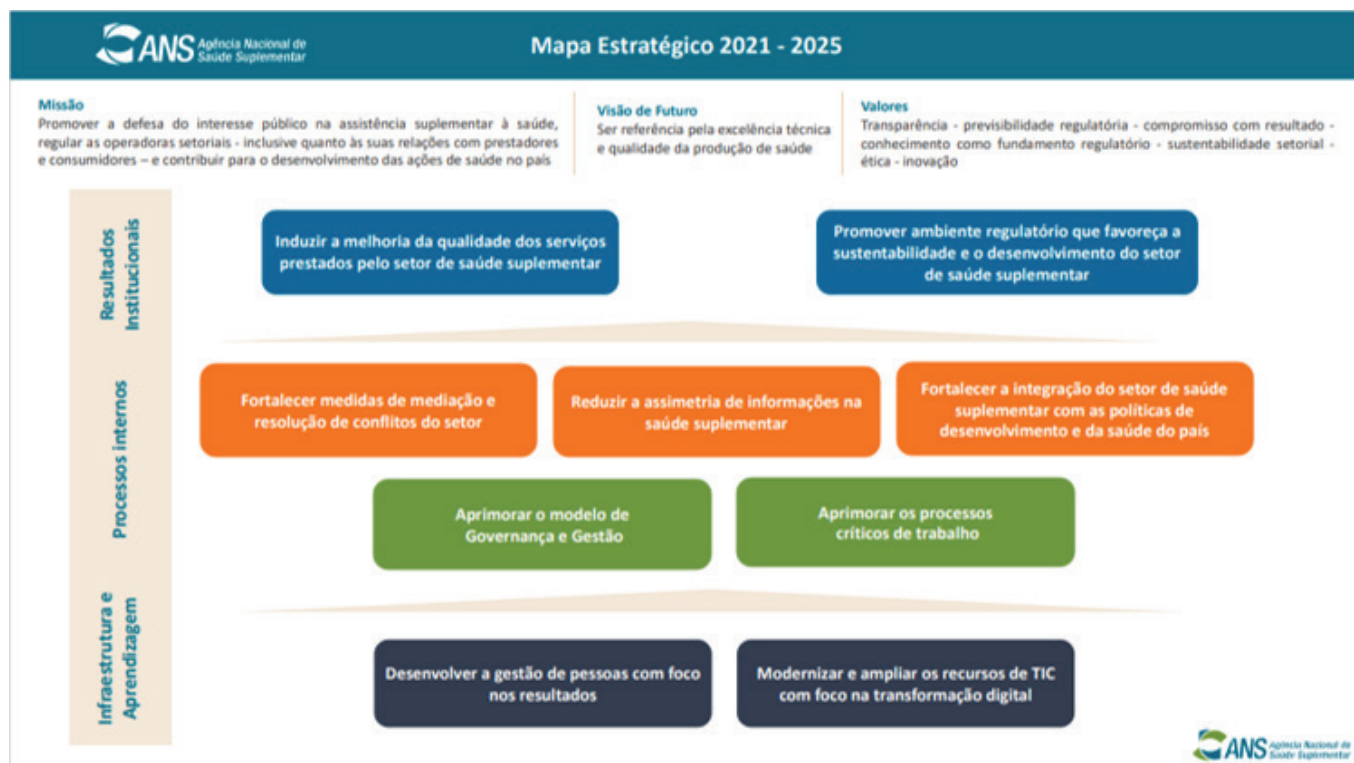 ANS Agência Nacional de
Saúde Suplementar
Mapa Estratégico 2021 - 2025
Missão
Promover a defesa do interesse público na assistência suplementar à saúde,
regular as operadoras setoriais - inclusive quanto às suas relações com prestadores
e consumidores – e contribuir para o desenvolvimento das ações de saúde no país
Visão de Futuro
Ser referência pela excelência técnica
e qualidade da produção de saúde
Valores
Transparência - previsibilidade regulatória - compromisso com resultado -
conhecimento como fundamento regulatório - sustentabilidade setorial -
ética - inovação
Resultados
Institucionais
Induzir a melhoria da qualidade dos serviços
prestados pelo setor de saúde suplementar
Promover ambiente regulatório que favoreça a
sustentabilidade e o desenvolvimento do setor
de saúde suplementar
Processos internos
Fortalecer medidas de mediação e
resolução de conflitos do setor
Reduzir a assimetria de informações na
saúde suplementar
Fortalecer a integração do setor de saúde
suplementar com as políticas de
desenvolvimento e da saúde do país
Aprimorar o modelo de
Governança e Gestão
Aprimorar os processos
críticos de trabalho
Infraestrutura e
Aprendizagem
Desenvolver a gestão de pessoas com foco
nos resultados
Modernizar e ampliar os recursos de TIC
com foco na transformação digital
ANS Agência Nacional de
Saúde Suplementar